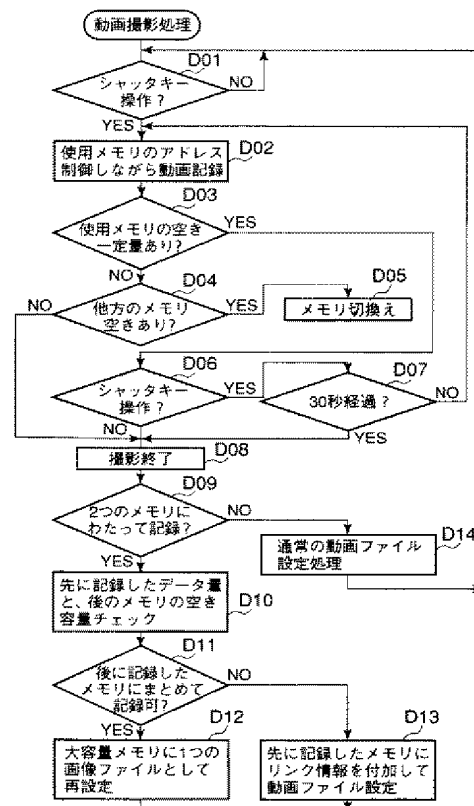 動画撮影処理
D01
シャッタキー
操作？
NO
YES
D02
使用メモリのアドレス
制御しながら動画記録
D03
使用メモリの空き
一定量あり？
YES
NO
D04
他方のメモリ
空きあり？
NO
YES
D05
メモリ切換え
D06
シャッタキー
操作？
YES
NO
D07
30秒経過？
NO
YES
D08
撮影終了
D09
2つのメモリに
わたって記録？
NO
YES
D14
通常の動画ファイル
設定処理
D10
先に記録したデータ量
と、後のメモリの空き
容量チェック
D11
後に記録した
メモリにまとめて
記録可？
NO
YES
D12
大容量メモリに1つの
画像ファイルとして
再設定
D13
先に記録したメモリに
リンク情報を付加して
動画ファイル設定